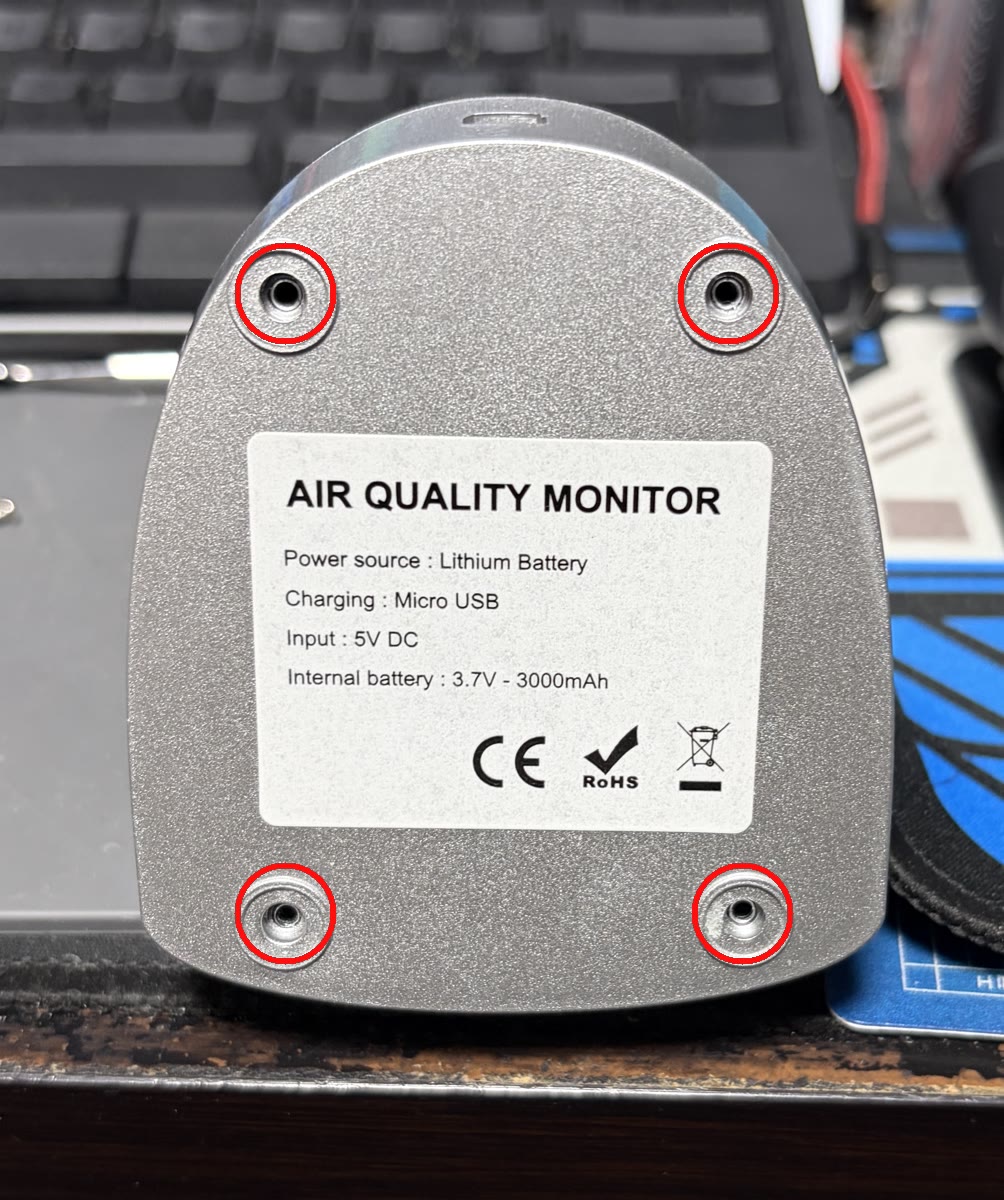 AIR QUALITY MONITOR
Power source : Lithium Battery
Charging : Micro USB
Input : 5V DC
Internal battery : 3.7V - 3000mAh
CE
RoHS